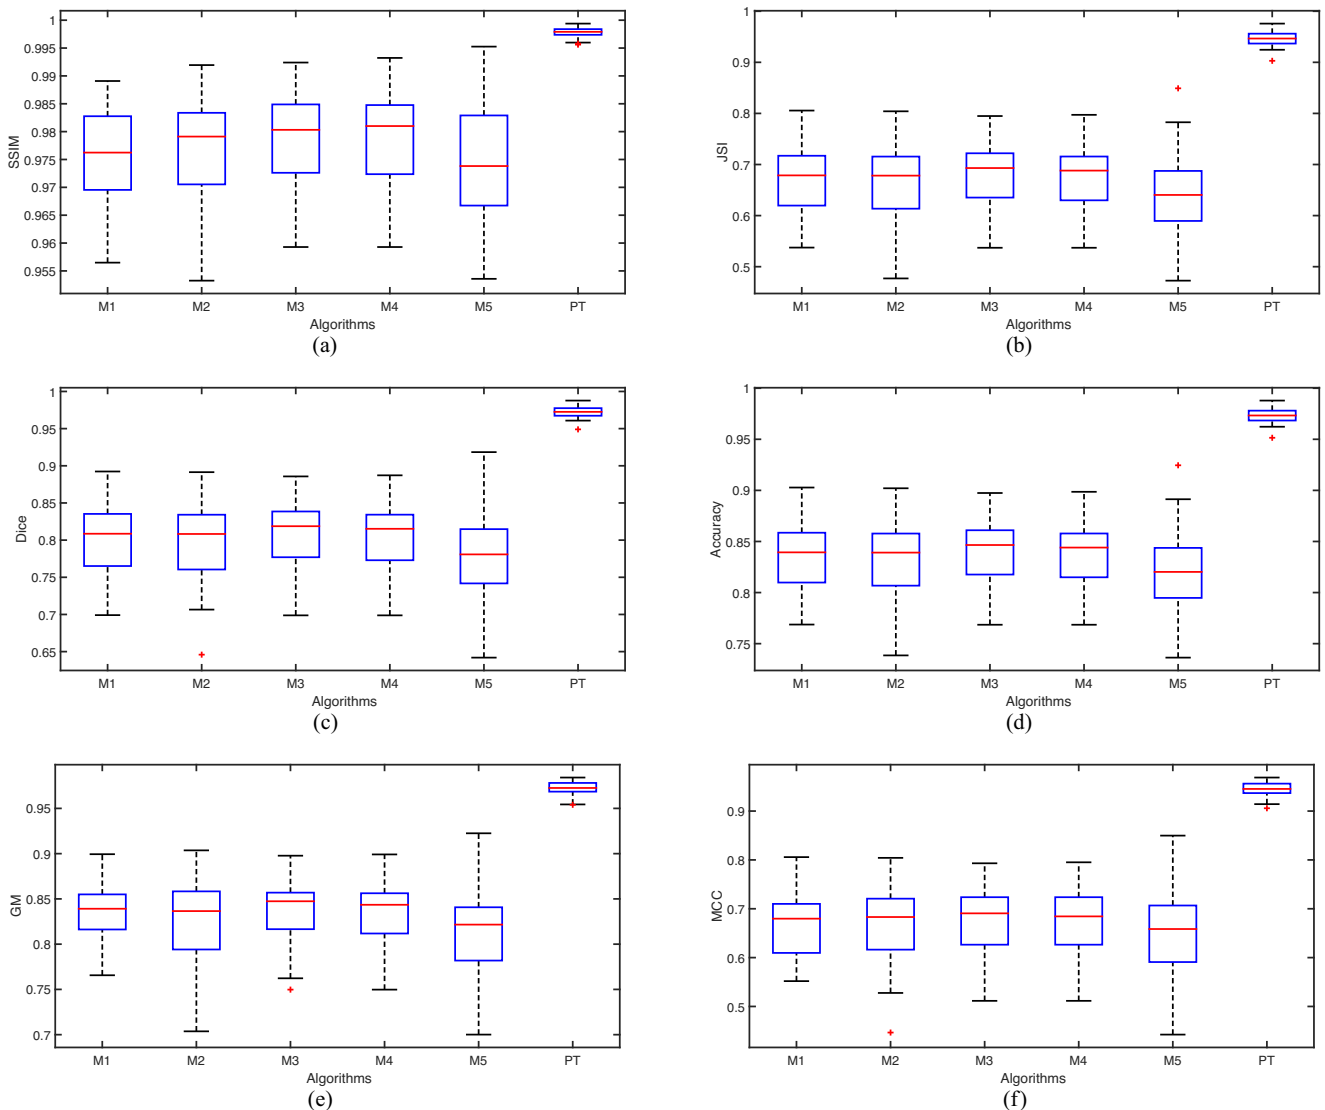 1
0.995
0.99
0.985
0.98
0.975
0.97
0.965
0.96
0.955
SSIM
M1 M2 M3 M4 M5 PT
Algorithms
(a)
1
0.9
0.8
0.7
0.6
0.5
JSI
M1 M2 M3 M4 M5 PT
Algorithms
(b)
1
0.95
0.9
0.85
0.8
0.75
0.7
0.65
Dice
M1 M2 M3 M4 M5 PT
Algorithms
(c)
1
0.95
0.9
0.85
0.8
0.75
Accuracy
M1 M2 M3 M4 M5 PT
Algorithms
(d)
0.95
0.9
0.85
0.8
0.75
0.7
GM
M1 M2 M3 M4 M5 PT
Algorithms
(e)
0.9
0.8
0.7
0.6
0.5
MCC
M1 M2 M3 M4 M5 PT
Algorithms
(f)